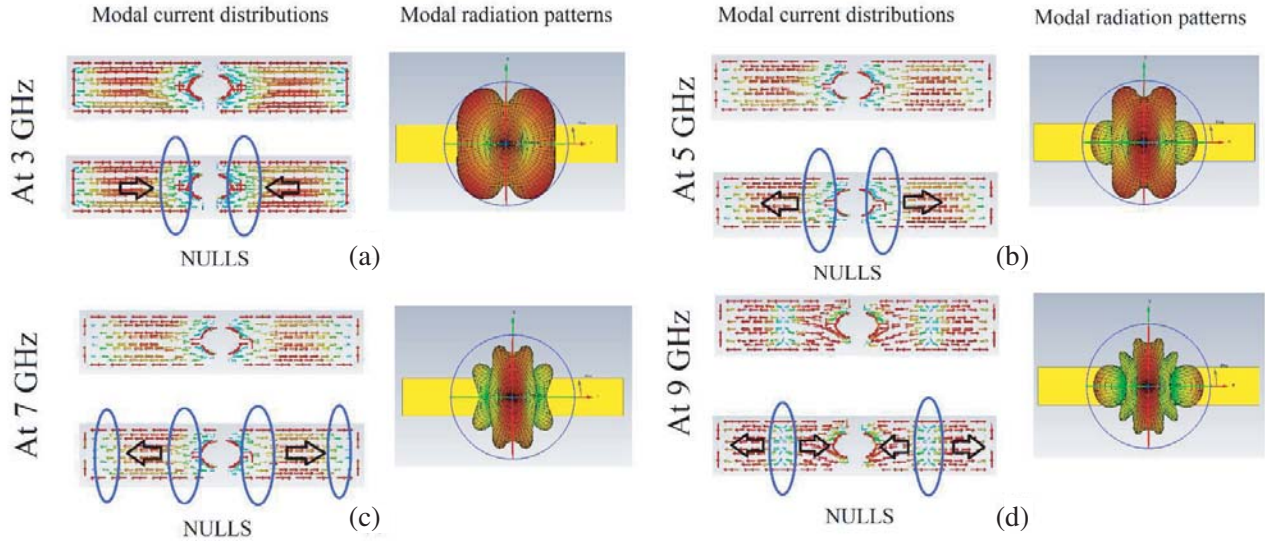 Modal current distributions Modal radiation patterns
At 3 GHz
NULLS
(a)
Modal current distributions Modal radiation patterns
At 5 GHz
NULLS
(b)
At 7 GHz
NULLS
(c)
At 9 GHz
NULLS
(d)